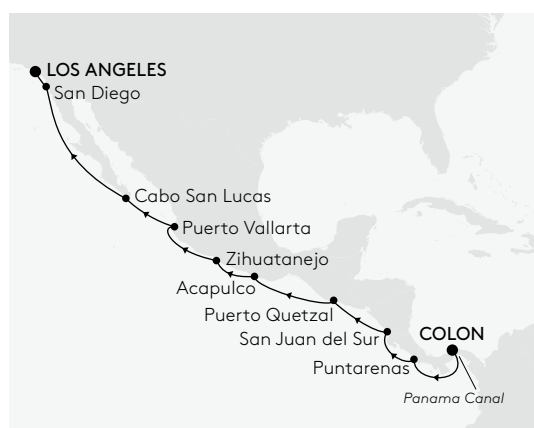 LOS ANGELES
San Diego
Cabo San Lucas
Puerto Vallarta
Zihuatanejo
Acapulco
Puerto Quetzal
San Juan del Sur
COLON
Puntarenas
Panama Canal